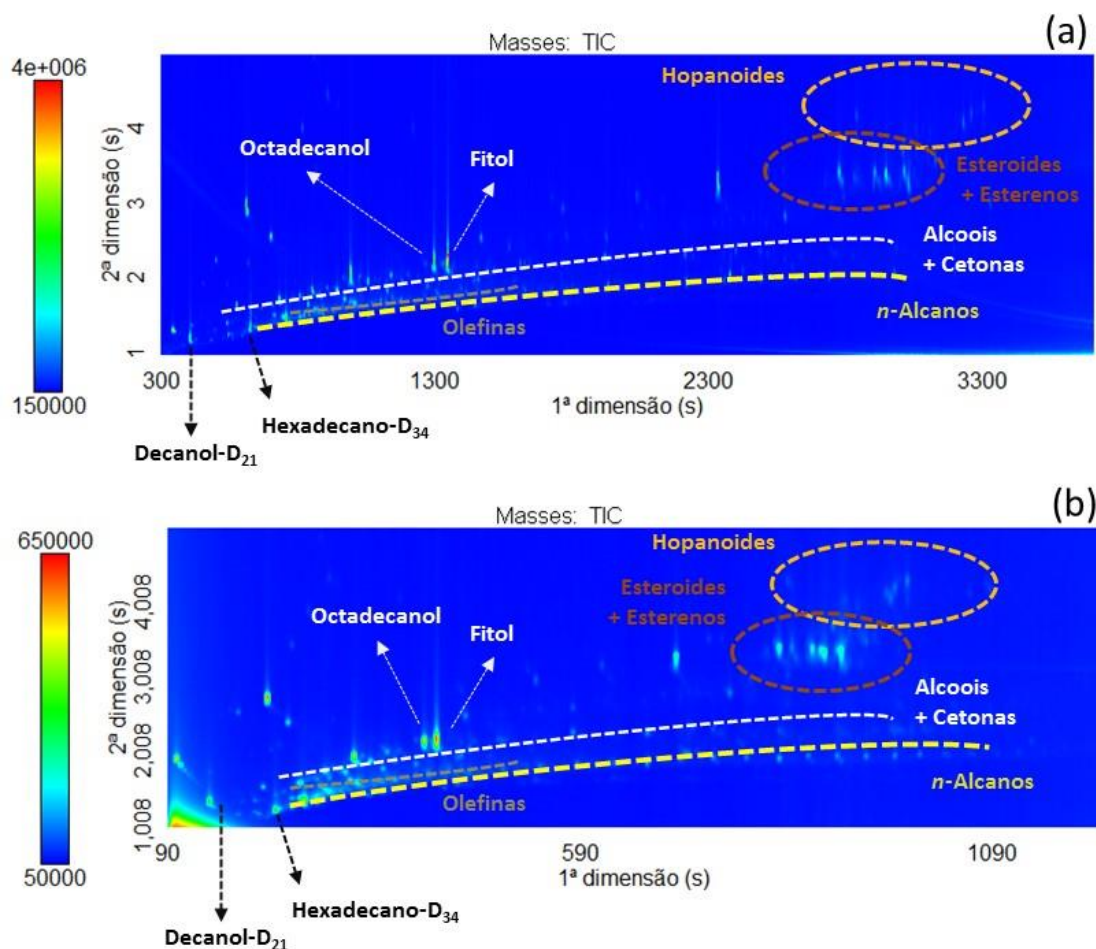 (a)
Masses: TIC
4e+006
150000
2ª dimensão (s)
4
3
2
1
Hopanoides
Octadecanol
Fitol
Esteroides
+ Esterenos
Alcoois
+ Cetonas
Olefinas
n-Alcanos
300
1300
2300
3300
1ª dimensão (s)
Hexadecano-D34
Decanol-D21
(b)
Masses: TIC
650000
50000
2ª dimensão (s)
4,008
3,008
2,008
1,008
Hopanoides
Esteroides
+ Esterenos
Octadecanol
Fitol
Alcoois
+ Cetonas
n-Alcanos
Olefinas
90
590
1090
1ª dimensão (s)
Hexadecano-D34
Decanol-D21